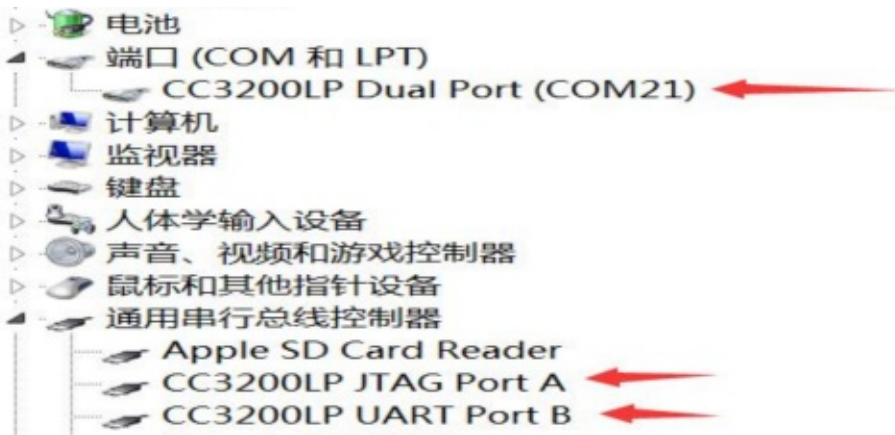 电池
端口 (COM 和 LPT)
CC3200LP Dual Port (COM21)
计算机
监视器
键盘
人体学输入设备
声音、视频和游戏控制器
鼠标和其他指针设备
通用串行总线控制器
Apple SD Card Reader
CC3200LP JTAG Port A
CC3200LP UART Port B